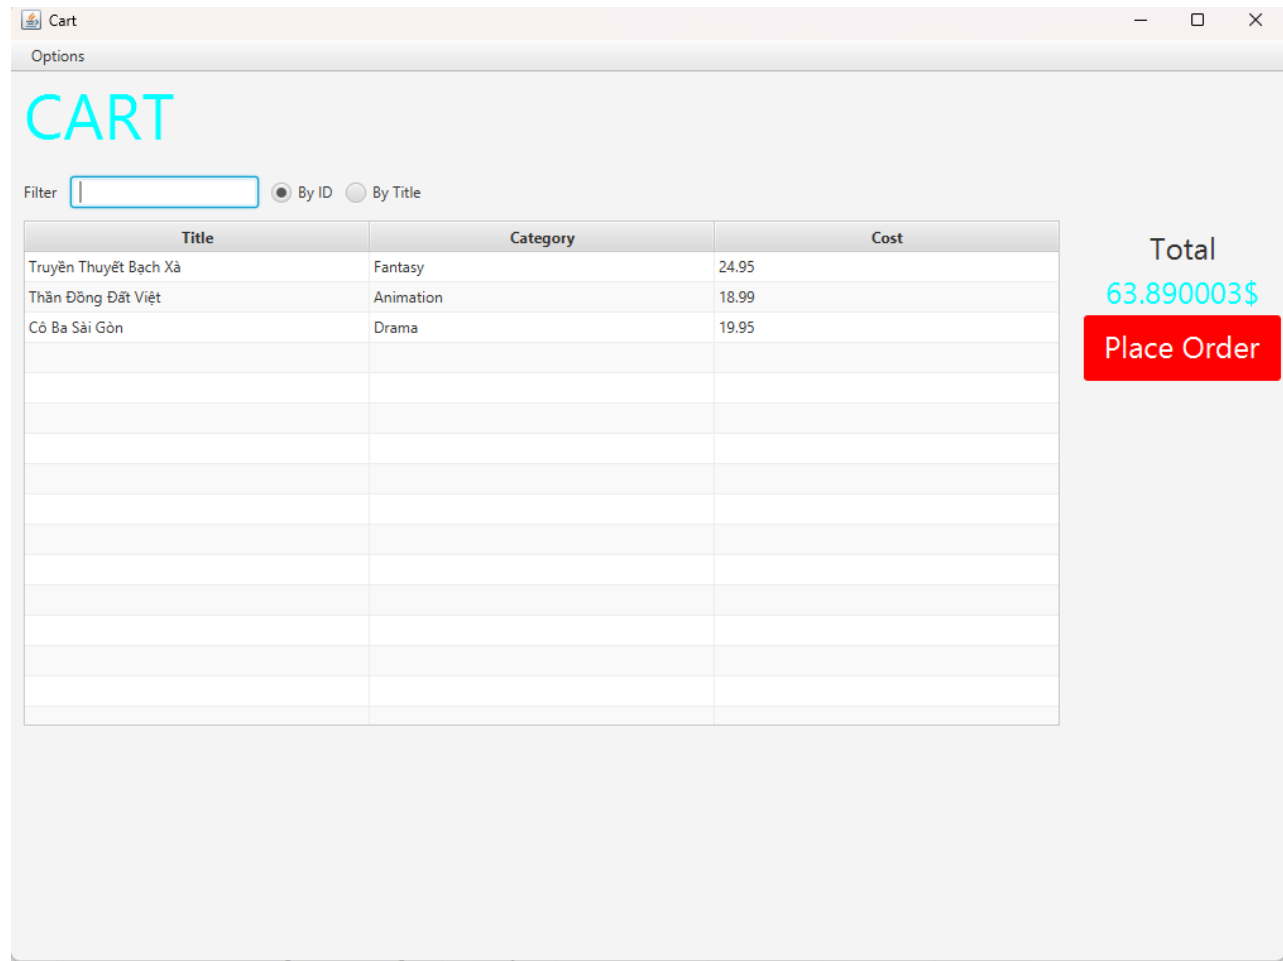 Cart
Options
CART
Filter By ID By Title
Title Category Cost
Truyền Thuyết Bạch Xà Fantasy 24.95
Thần Đồng Đất Việt Animation 18.99
Cô Ba Sài Gòn Drama 19.95
Total
63.890003$
Place Order